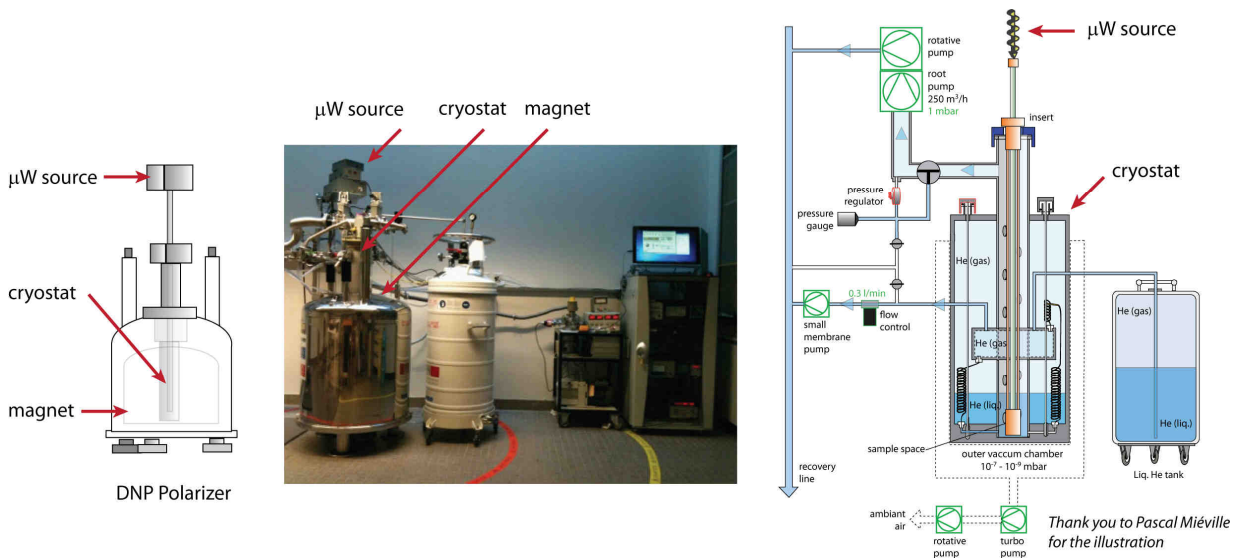 μW source
cryostat
magnet
DNP Polarizer
μW source
cryostat
magnet
μW source
rotative
pump
root
pump
250 m³/h
1 mbar
insert
cryostat
pressure
regulator
pressure
gauge
He (gas)
0.3 l/min
flow
control
small
membrane
pump
He (gas)
He (gas)
He (liq.)
He (liq.)
sample space
outer vaccum chamber
10⁻⁷ - 10⁻⁹ mbar
Liq. He tank
recovery
line
ambiant
air
rotative
pump
turbo
pump
Thank you to Pascal Miéville
for the illustration